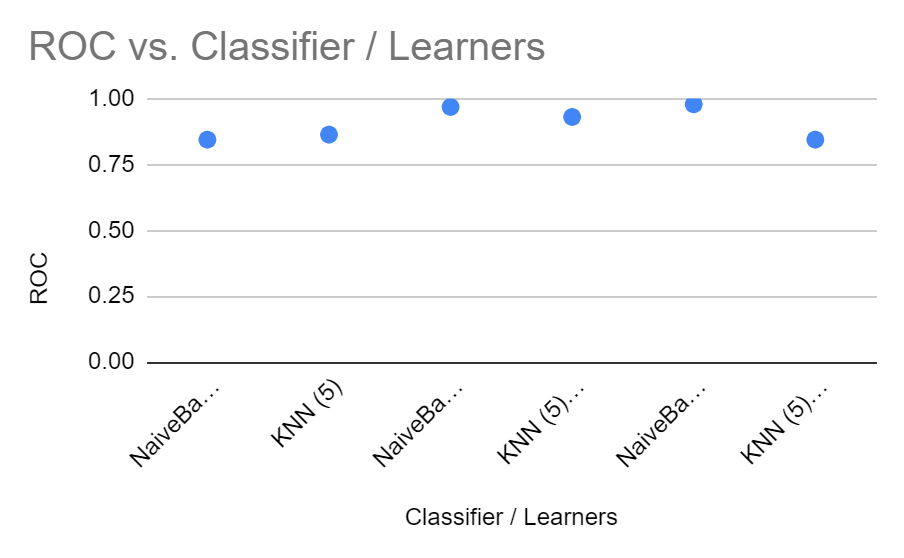 ROC vs. Classifier / Learners
1.00
0.75
0.50
0.25
0.00
ROC
NaiveBa…
KNN (5)
NaiveBa…
KNN (5)…
NaiveBa…
KNN (5)…
Classifier / Learners